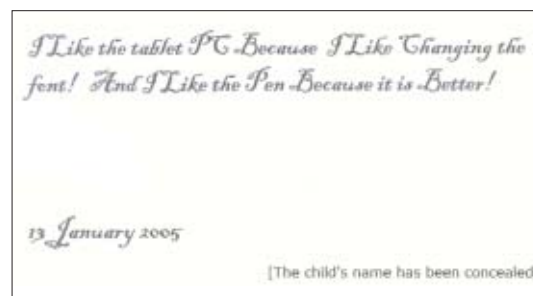 I Like the tablet PC Because I Like Changing the
font! And I Like the Pen Because it is Better!
13 January 2005
[The child's name has been concealed